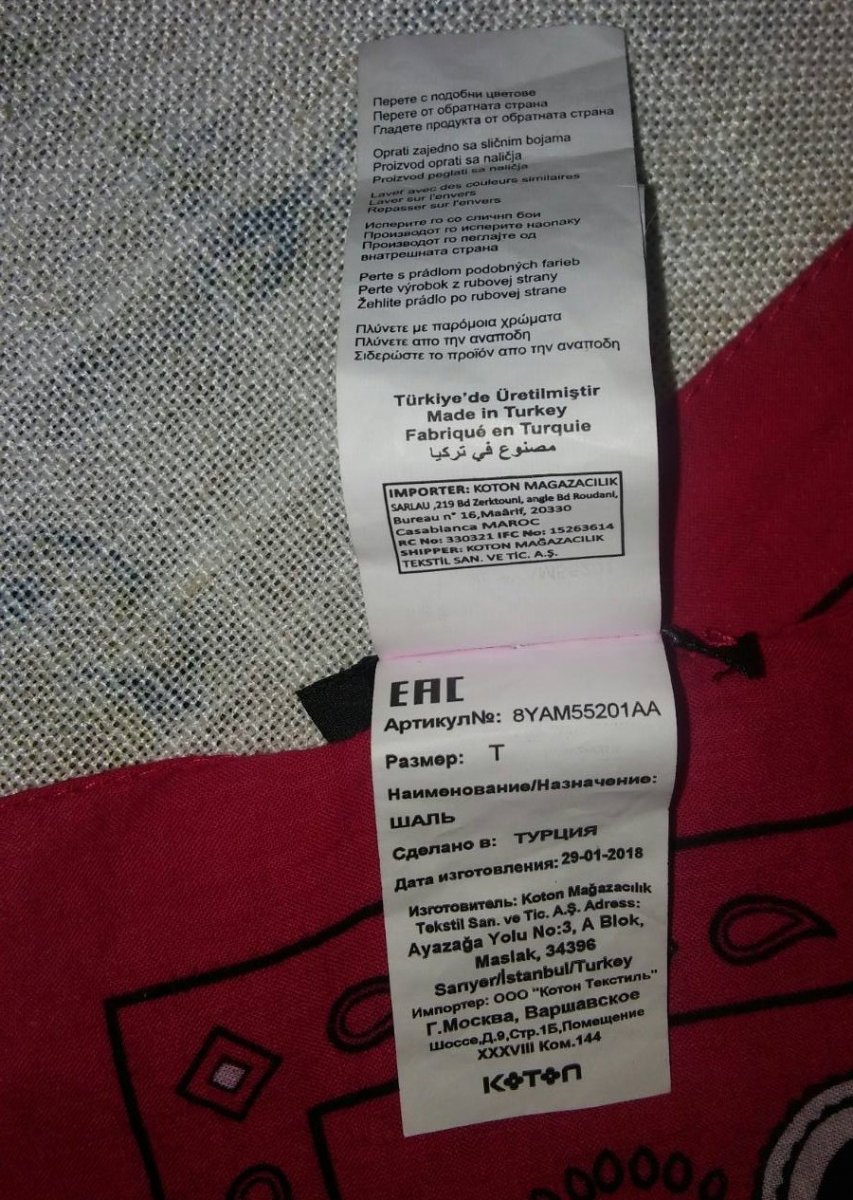 Перете с подобни цветове
Перете от обратната страна
Гладете продукта от обратната страна
Oprati zajedno sa sličnim bojama
Proizvod oprati sa naličja
Proizvod peglati sa naličja
Laver avec des couleurs similaires
Laver sur l'envers
Repasser sur l'envers
Исперите го со сличнп бои
Производот го исперите наопаку
Производот го пеглајте од
внатрешната страна
Perte s prádlom podobných farieb
Perte výrobok z rubovej strany
Žehlite prádlo po rubovej strane
Πλύνετε με παρόμοια χρώματα
Πλύνετε απο την αναποδη
Σιδερώστε το προϊόν απο την αναποδη
Türkiye'de Üretilmiştir
Made in Turkey
Fabriqué en Turquie
مصنوع في تركيا
IMPORTER: KOTON MAGAZACILIK
SARLAU ,219 Bd Zerktouni, angle Bd Roudani,
Bureau n° 16,Maârif, 20330
Casablanca MAROC
RC No: 330321 IFC No: 15263614
SHIPPER: KOTON MAĞAZACILIK
TEKSTİL SAN. VE TİC. A.Ş.
EAC
Артикул№: 8YAM55201AA
Размер: T
Наименование/Назначение:
ШАЛЬ
Сделано в: ТУРЦИЯ
Дата изготовления: 29-01-2018
Изготовитель: Koton Mağazacılık
Tekstil San. ve Tic. A.Ş. Adress:
Ayazağa Yolu No:3, A Blok,
Maslak, 34396
Sarıyer/İstanbul/Turkey
Импортер: ООО "Котон Текстиль"
Г.Москва, Варшавское
Шоссе,Д.9,Стр.1Б,Помещение
XXXVIII Ком.144
KOTON